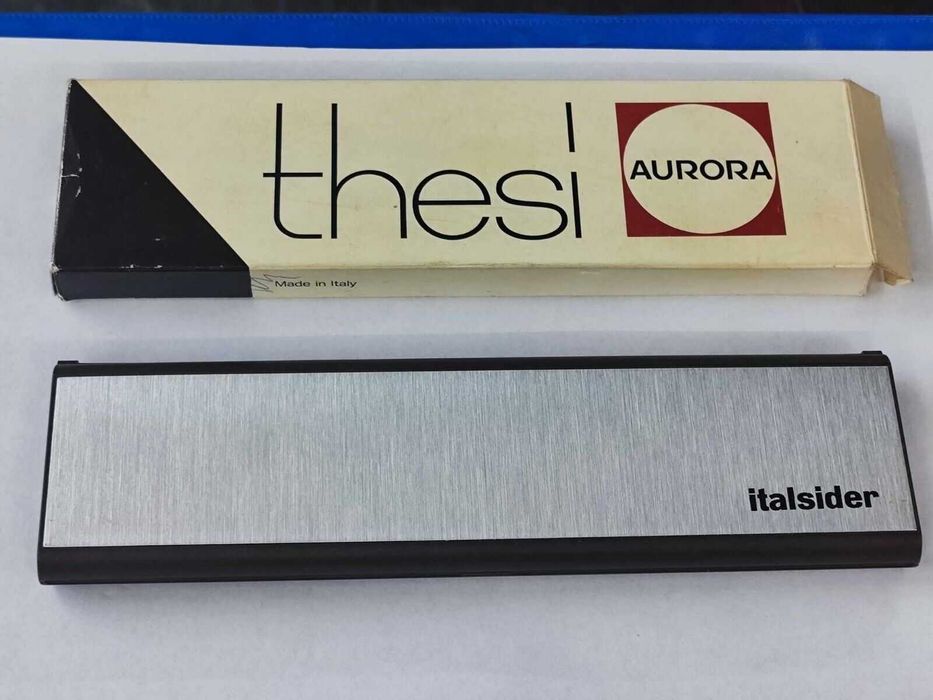 thesi
AURORA
Made in Italy
italsider